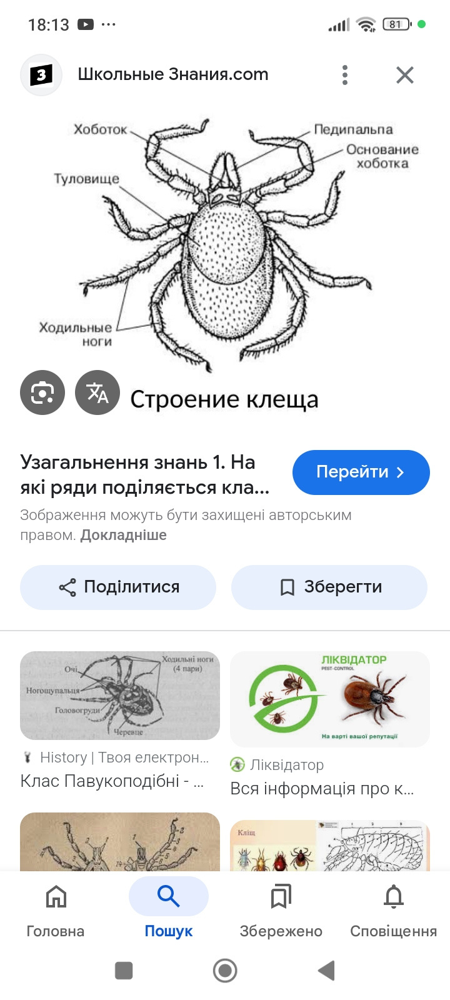 18:13
81
Школьные Знания.com
Хоботок
Педипальпа
Основание
хоботка
Туловище
Ходильные
ноги
Строение клеща
Узагальнення знань 1. На
які ряди поділяється кла...
Перейти
Зображення можуть бути захищені авторським
правом. Докладніше
Поділитися
Зберегти
Ходильні ноги
(4 пари)
Очі
Ногощупальця
Головогруди
Черевце
ЛІКВІДАТОР
PEST-CONTROL
На варті вашої репутації
History | Твоя електрон...
Клас Павукоподібні - ...
Ліквідатор
Вся інформація про к...
Кліщ
Головна
Пошук
Збережено
Сповіщення